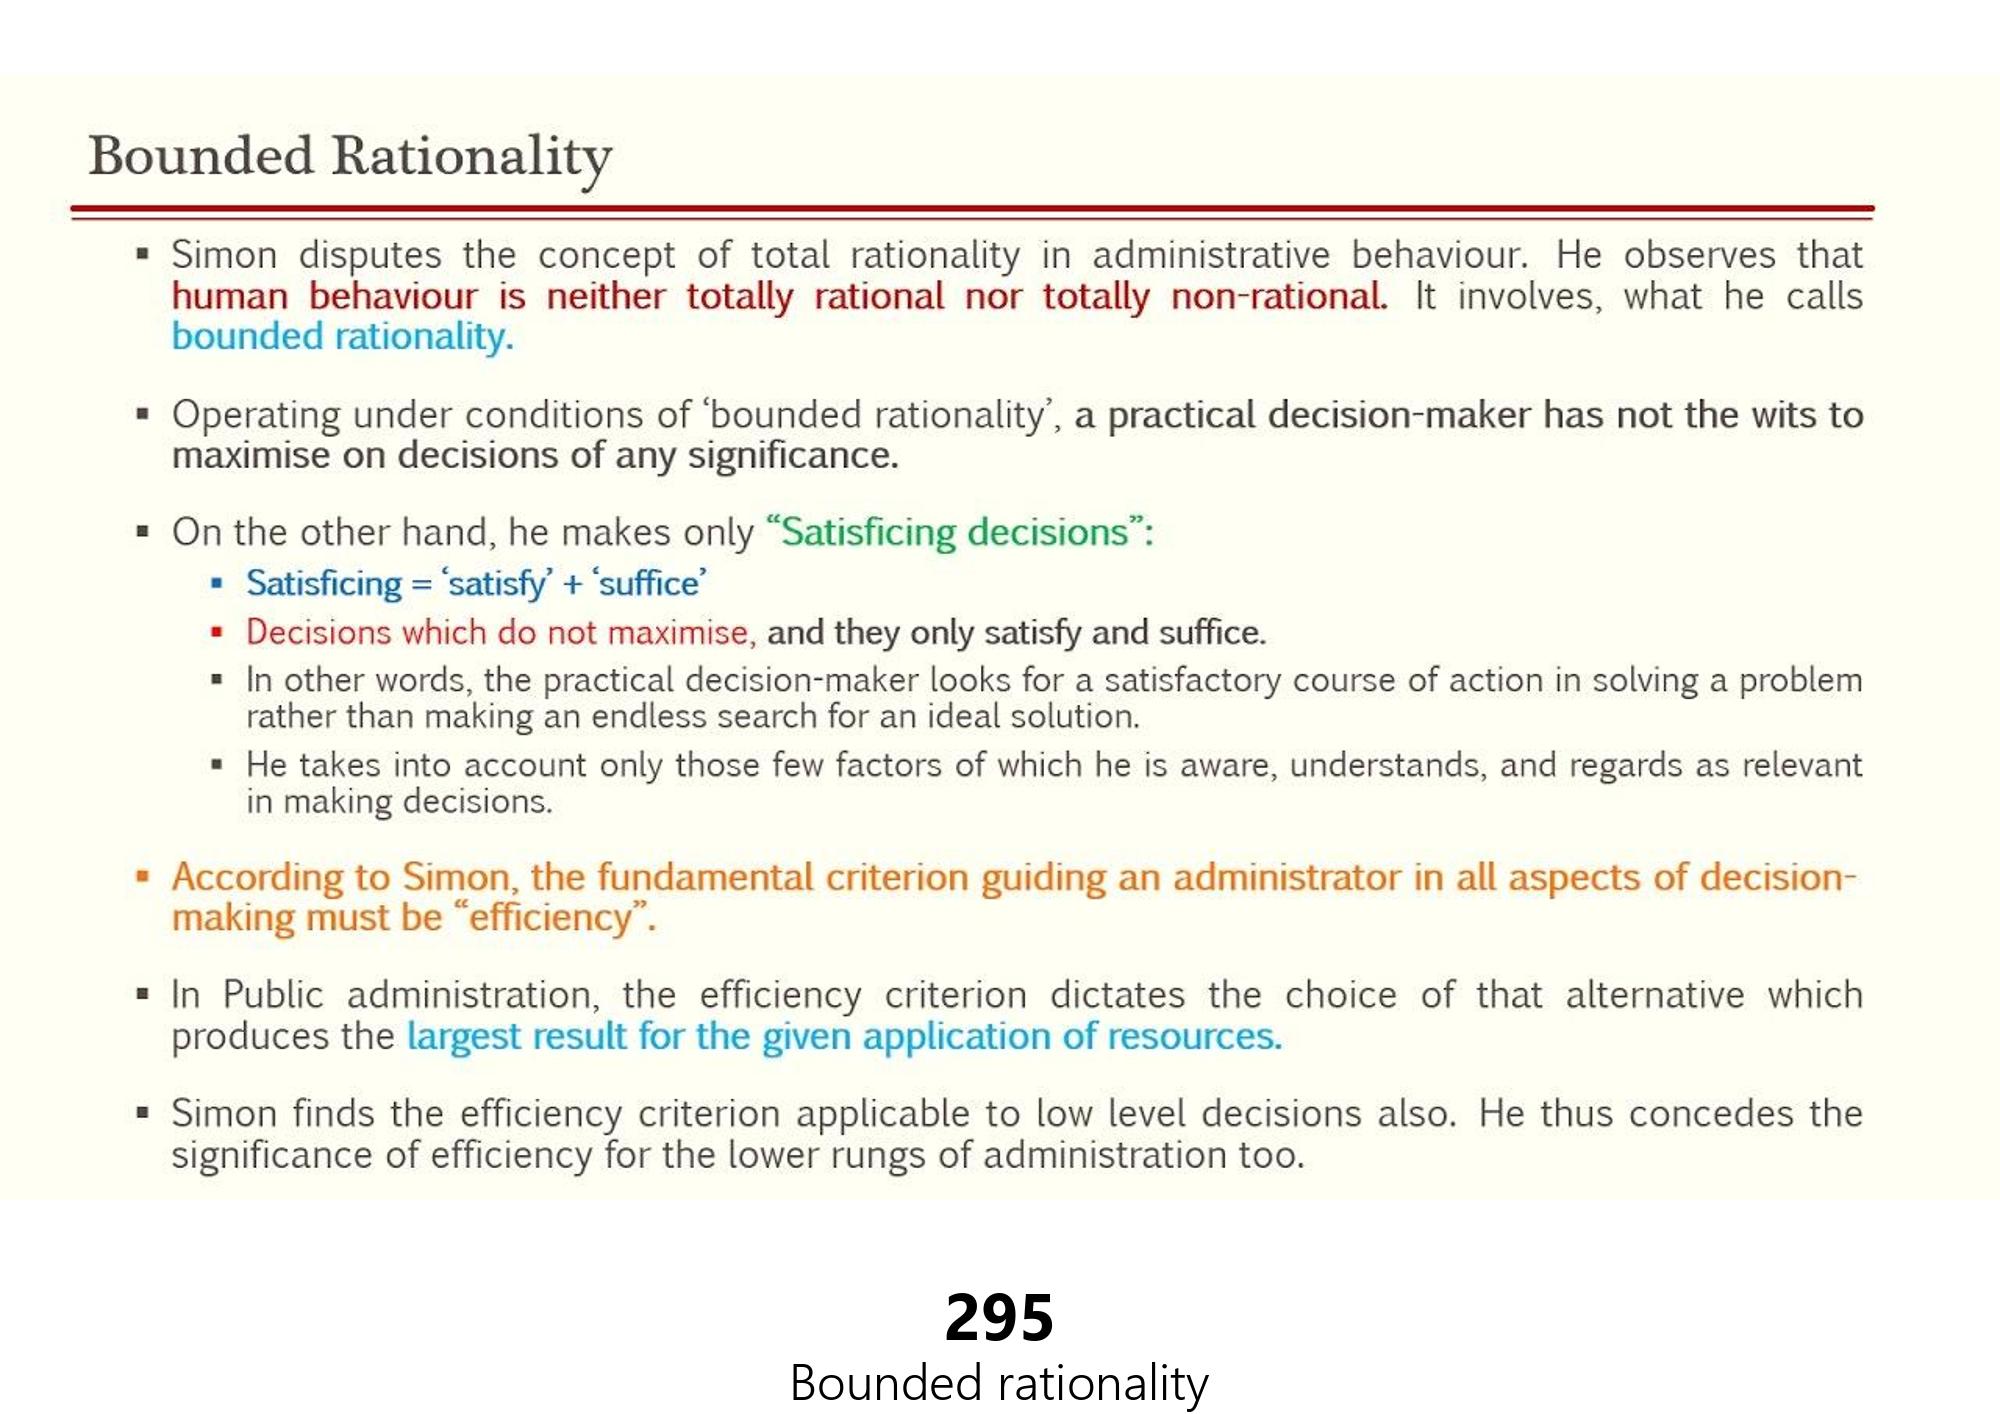 Bounded Rationality
▪ Simon disputes the concept of total rationality in administrative behaviour. He observes that
human behaviour is neither totally rational nor totally non-rational. It involves, what he calls
bounded rationality.
▪ Operating under conditions of ‘bounded rationality’, a practical decision-maker has not the wits to
maximise on decisions of any significance.
▪ On the other hand, he makes only “Satisficing decisions”:
▪ Satisficing = ‘satisfy’ + ‘suffice’
▪ Decisions which do not maximise, and they only satisfy and suffice.
▪ In other words, the practical decision-maker looks for a satisfactory course of action in solving a problem
rather than making an endless search for an ideal solution.
▪ He takes into account only those few factors of which he is aware, understands, and regards as relevant
in making decisions.
▪ According to Simon, the fundamental criterion guiding an administrator in all aspects of decision-
making must be “efficiency”.
▪ In Public administration, the efficiency criterion dictates the choice of that alternative which
produces the largest result for the given application of resources.
▪ Simon finds the efficiency criterion applicable to low level decisions also. He thus concedes the
significance of efficiency for the lower rungs of administration too.
295
Bounded rationality